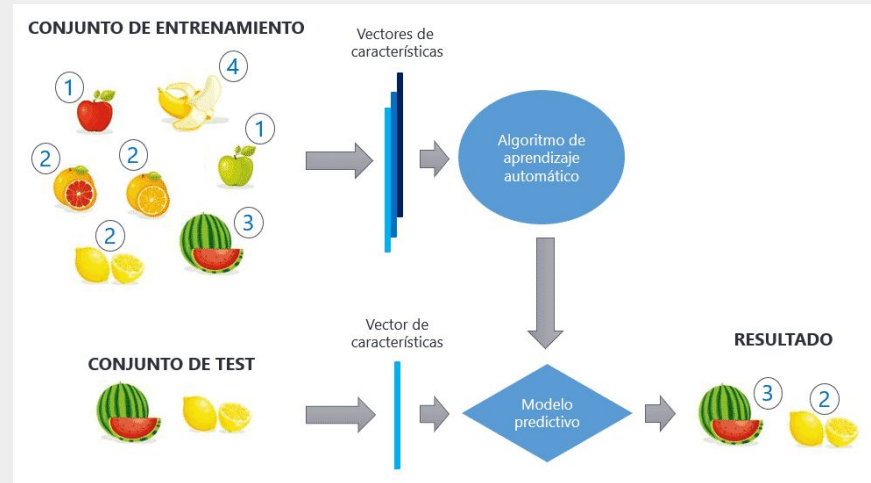 CONJUNTO DE ENTRENAMIENTO
Vectores de
características
4
1
1
2
2
2
3
Algoritmo de
aprendizaje
automático
Vector de
características
CONJUNTO DE TEST
Modelo
predictivo
RESULTADO
3
2